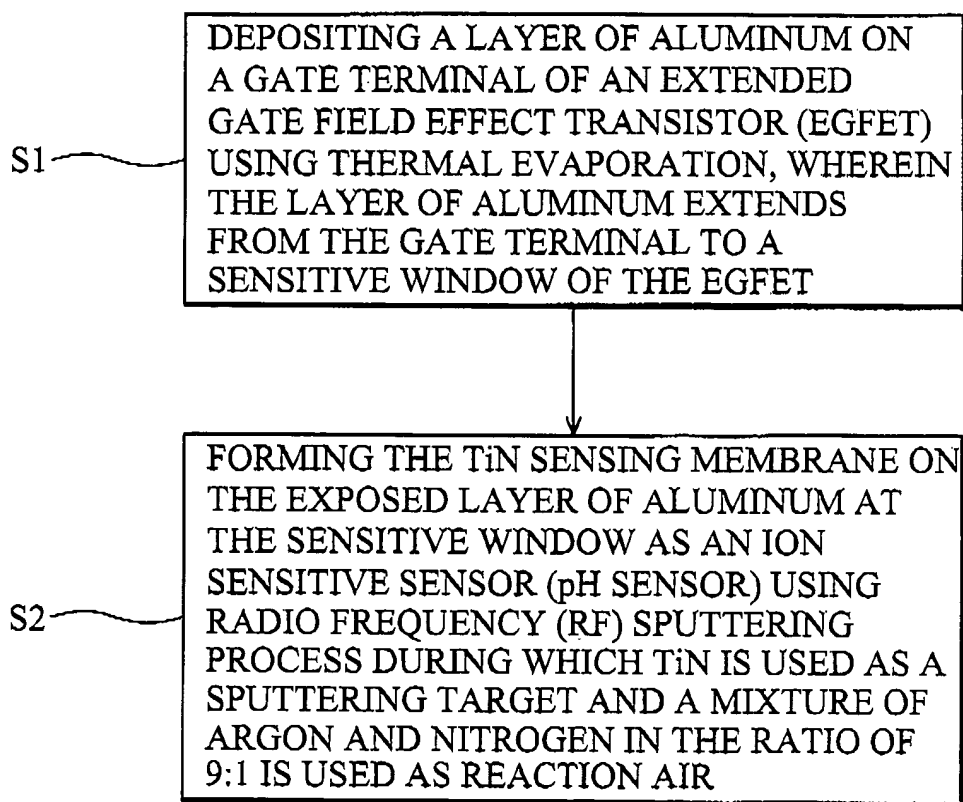 DEPOSITING A LAYER OF ALUMINUM ON
A GATE TERMINAL OF AN EXTENDED
GATE FIELD EFFECT TRANSISTOR (EGFET)
S1
USING THERMAL EVAPORATION, WHEREIN
THE LAYER OF ALUMINUM EXTENDS
FROM THE GATE TERMINAL TO A
SENSITIVE WINDOW OF THE EGFET
FORMING THE TiN SENSING MEMBRANE ON
THE EXPOSED LAYER OF ALUMINUM AT
THE SENSITIVE WINDOW AS AN ION
SENSITIVE SENSOR (pH SENSOR) USING
S2
RADIO FREQUENCY (RF) SPUTTERING
PROCESS DURING WHICH TiN IS USED AS A
SPUTTERING TARGET AND A MIXTURE OF
ARGON AND NITROGEN IN THE RATIO OF
9:1 IS USED AS REACTION AIR